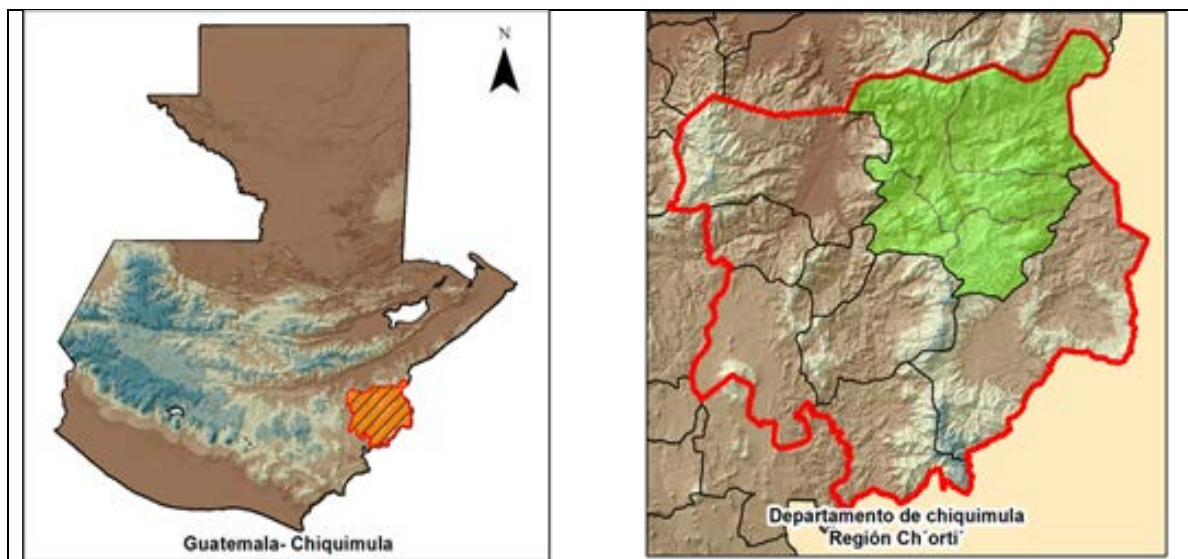 N
Guatemala- Chiquimula
Departamento de chiquimula
Región Ch´orti´